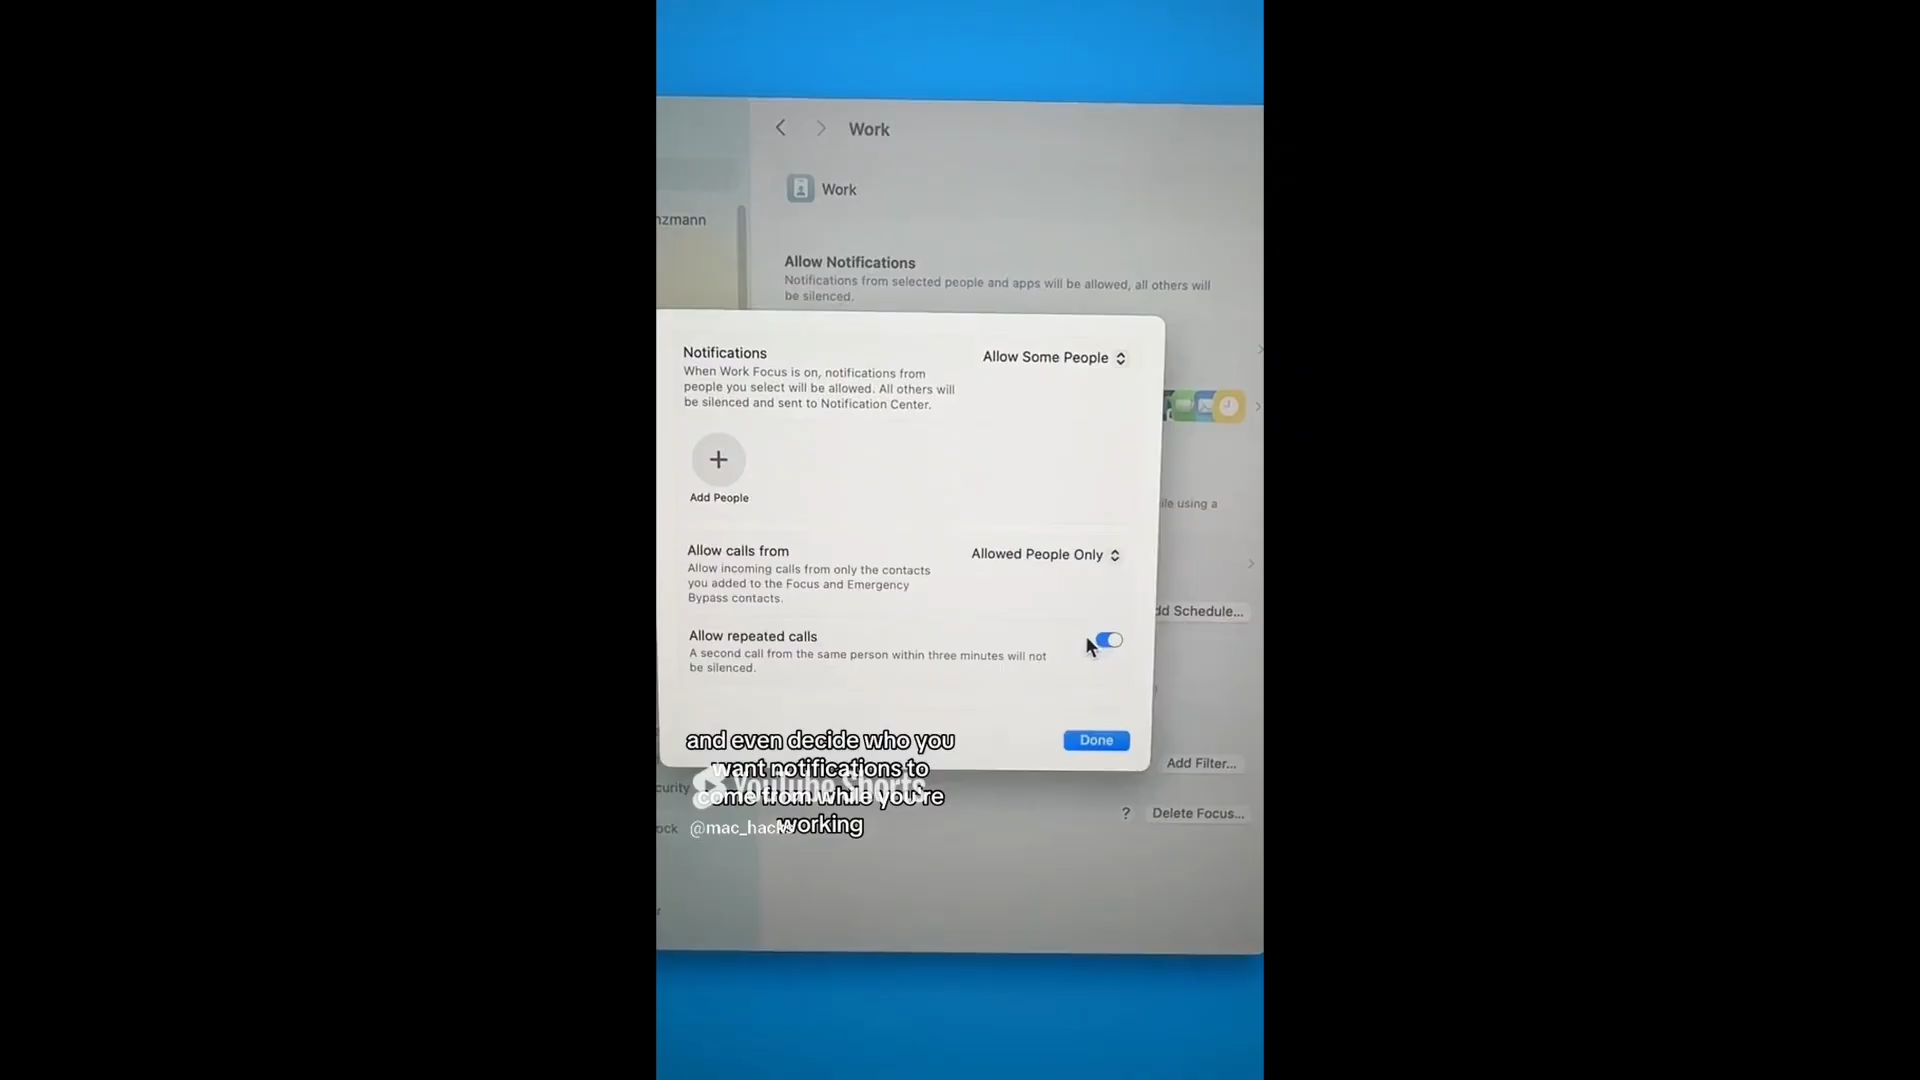 Work
Work
nzmann
Allow Notifications
Notifications from selected people and apps will be allowed, all others will
be silenced.
Notifications
Allow Some People
When Work Focus is on, notifications from
people you select will be allowed. All others will
be silenced and sent to Notification Center.
+
Add People
ile using a
Allow calls from
Allowed People Only
Allow incoming calls from only the contacts
you added to the Focus and Emergency
Bypass contacts.
dd Schedule...
Allow repeated calls
A second call from the same person within three minutes will not
be silenced.
Done
and even decide who you
want notifications to
come from while you're
working
YouTube Shorts
@mac_hacks
Add Filter...
curity
? Delete Focus...
ock